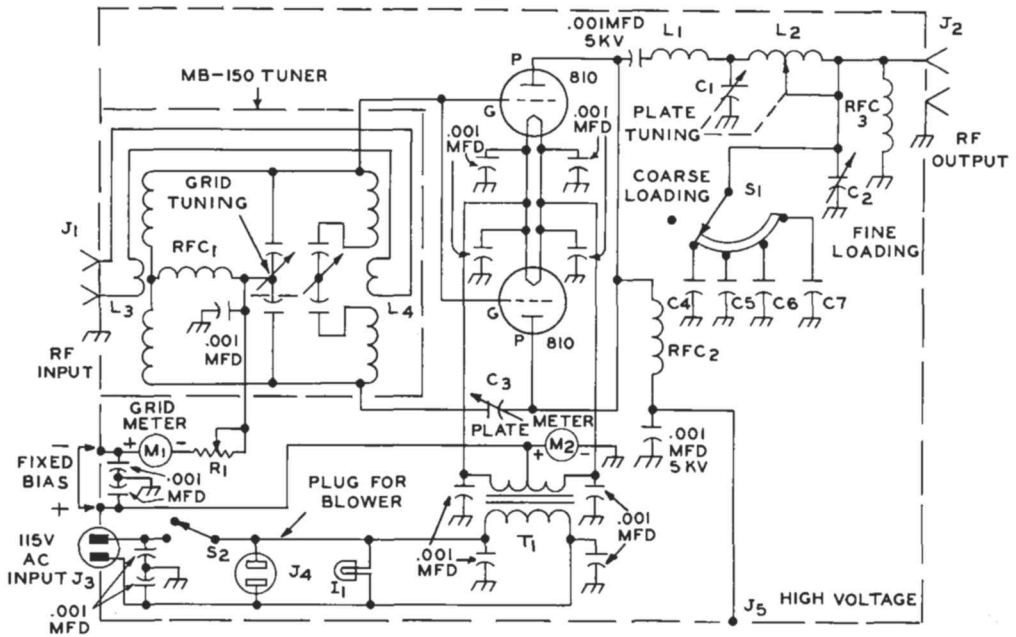 .001MFD
5KV
L1
L2
J2
MB-150 TUNER
P
810
G
.001
MFD
.001
MFD
C1
PLATE
TUNING
RFC
3
RF
OUTPUT
COARSE
LOADING
S1
C2
FINE
LOADING
GRID
TUNING
J1
RFC1
L3
L4
.001
MFD
G
P
810
C4
C5
C6
C7
RF
INPUT
RFC2
C3
GRID
METER
+ M1 -
R1
PLATE
METER
+ M2 -
.001
MFD
5KV
-
FIXED
BIAS
+
.001
MFD
PLUG FOR
BLOWER
.001
MFD
T1
.001
MFD
115V
AC
INPUT J3
S2
J4
I1
.001
MFD
J5
HIGH VOLTAGE